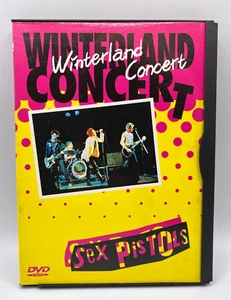 WINTERLAND
Winterland
Concert
CONCERT
SEX PISTOLS
DVD